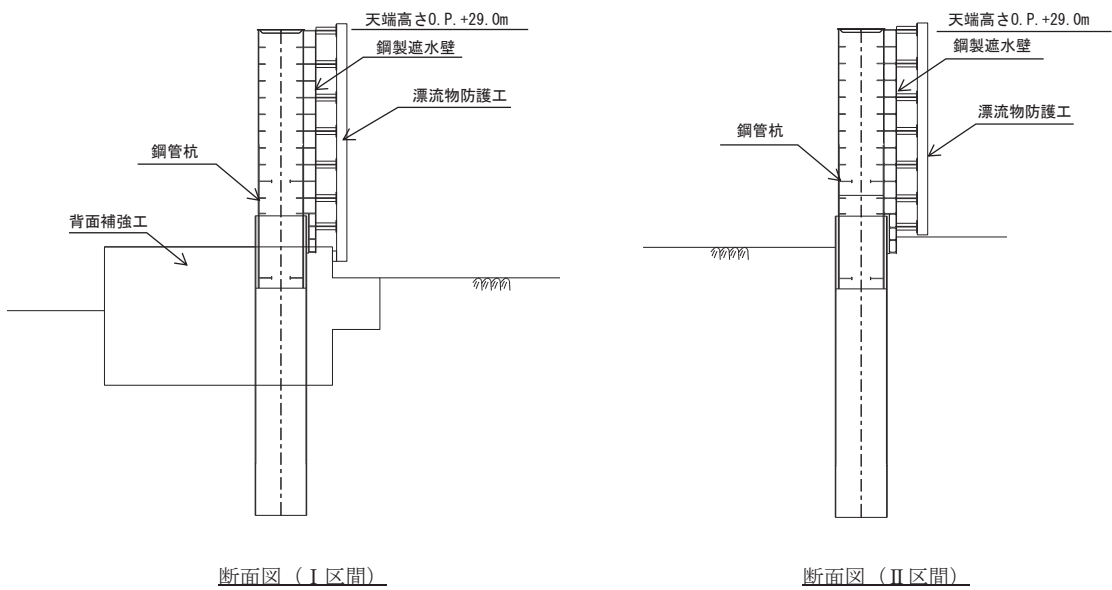 天端高さO.P.+29.0m
鋼製遮水壁
漂流物防護工
鋼管杭
背面補強工
断面図（Ⅰ区間）
天端高さO.P.+29.0m
鋼製遮水壁
漂流物防護工
鋼管杭
断面図（Ⅱ区間）